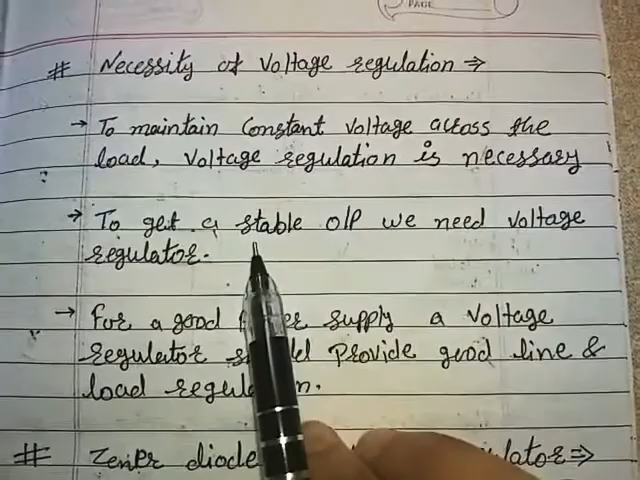 PAGE
# Necessity of Voltage regulation ⇒
→ To maintain Constant voltage across the
load, voltage regulation is necessary
→ To get a stable O/P we need voltage
regulator.
→ For a good supply a voltage
regulator provide good line &
load
# Zener diode